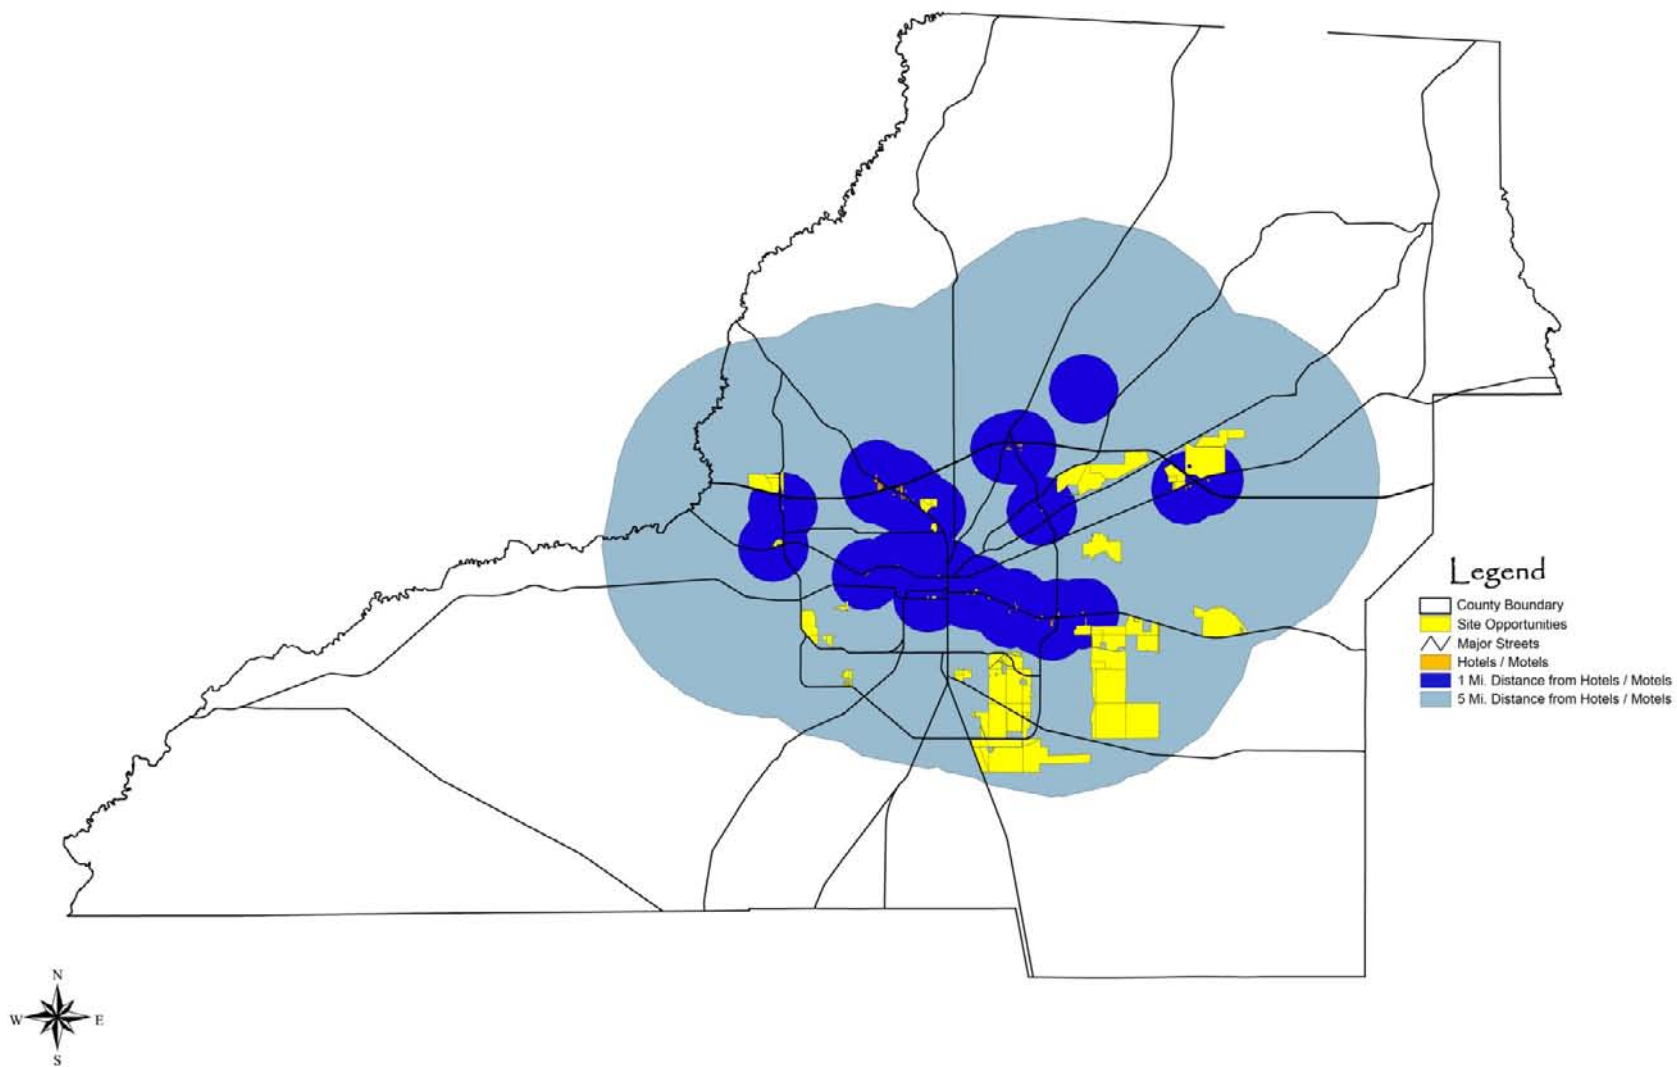 Legend
County Boundary
Site Opportunities
Major Streets
Hotels / Motels
1 Mi. Distance from Hotels / Motels
5 Mi. Distance from Hotels / Motels
N
W E
S